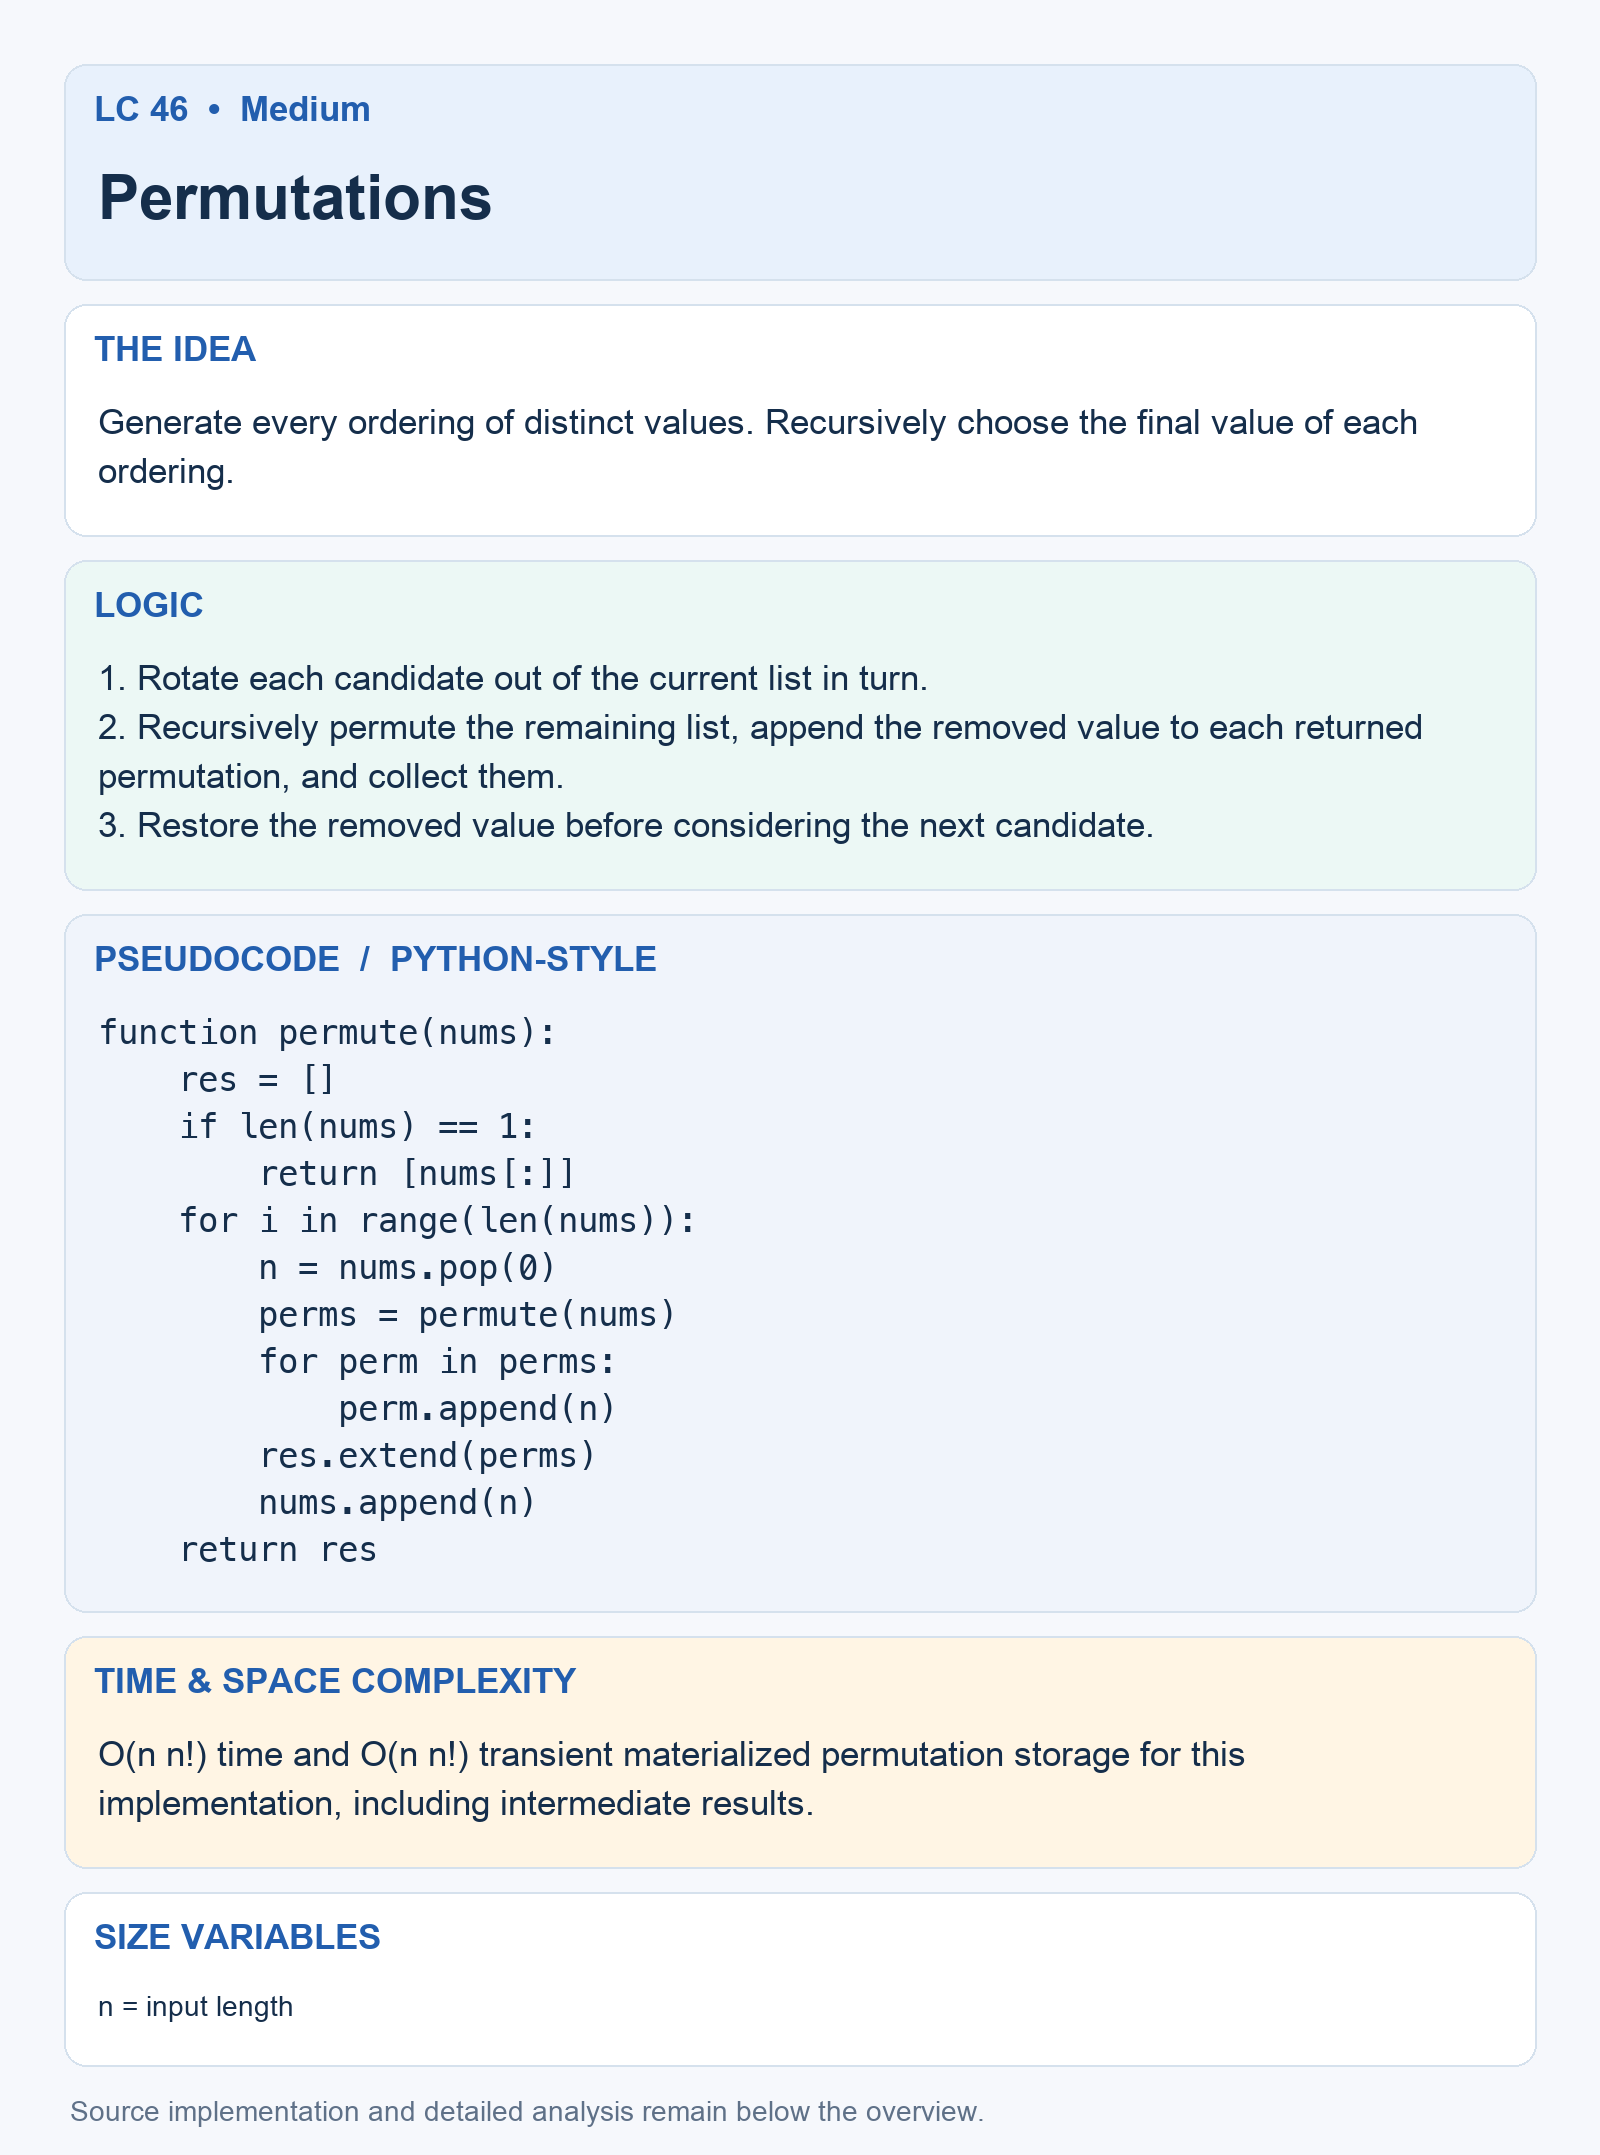 LC 46 • Medium
Permutations
THE IDEA
Generate every ordering of distinct values. Recursively choose the final value of each
ordering.
LOGIC
1. Rotate each candidate out of the current list in turn.
2. Recursively permute the remaining list, append the removed value to each returned
permutation, and collect them.
3. Restore the removed value before considering the next candidate.
PSEUDOCODE / PYTHON-STYLE
function permute(nums):
    res = []
    if len(nums) == 1:
        return [nums[:]]
    for i in range(len(nums)):
        n = nums.pop(0)
        perms = permute(nums)
        for perm in perms:
            perm.append(n)
        res.extend(perms)
        nums.append(n)
    return res
TIME & SPACE COMPLEXITY
O(n n!) time and O(n n!) transient materialized permutation storage for this
implementation, including intermediate results.
SIZE VARIABLES
n = input length
Source implementation and detailed analysis remain below the overview.